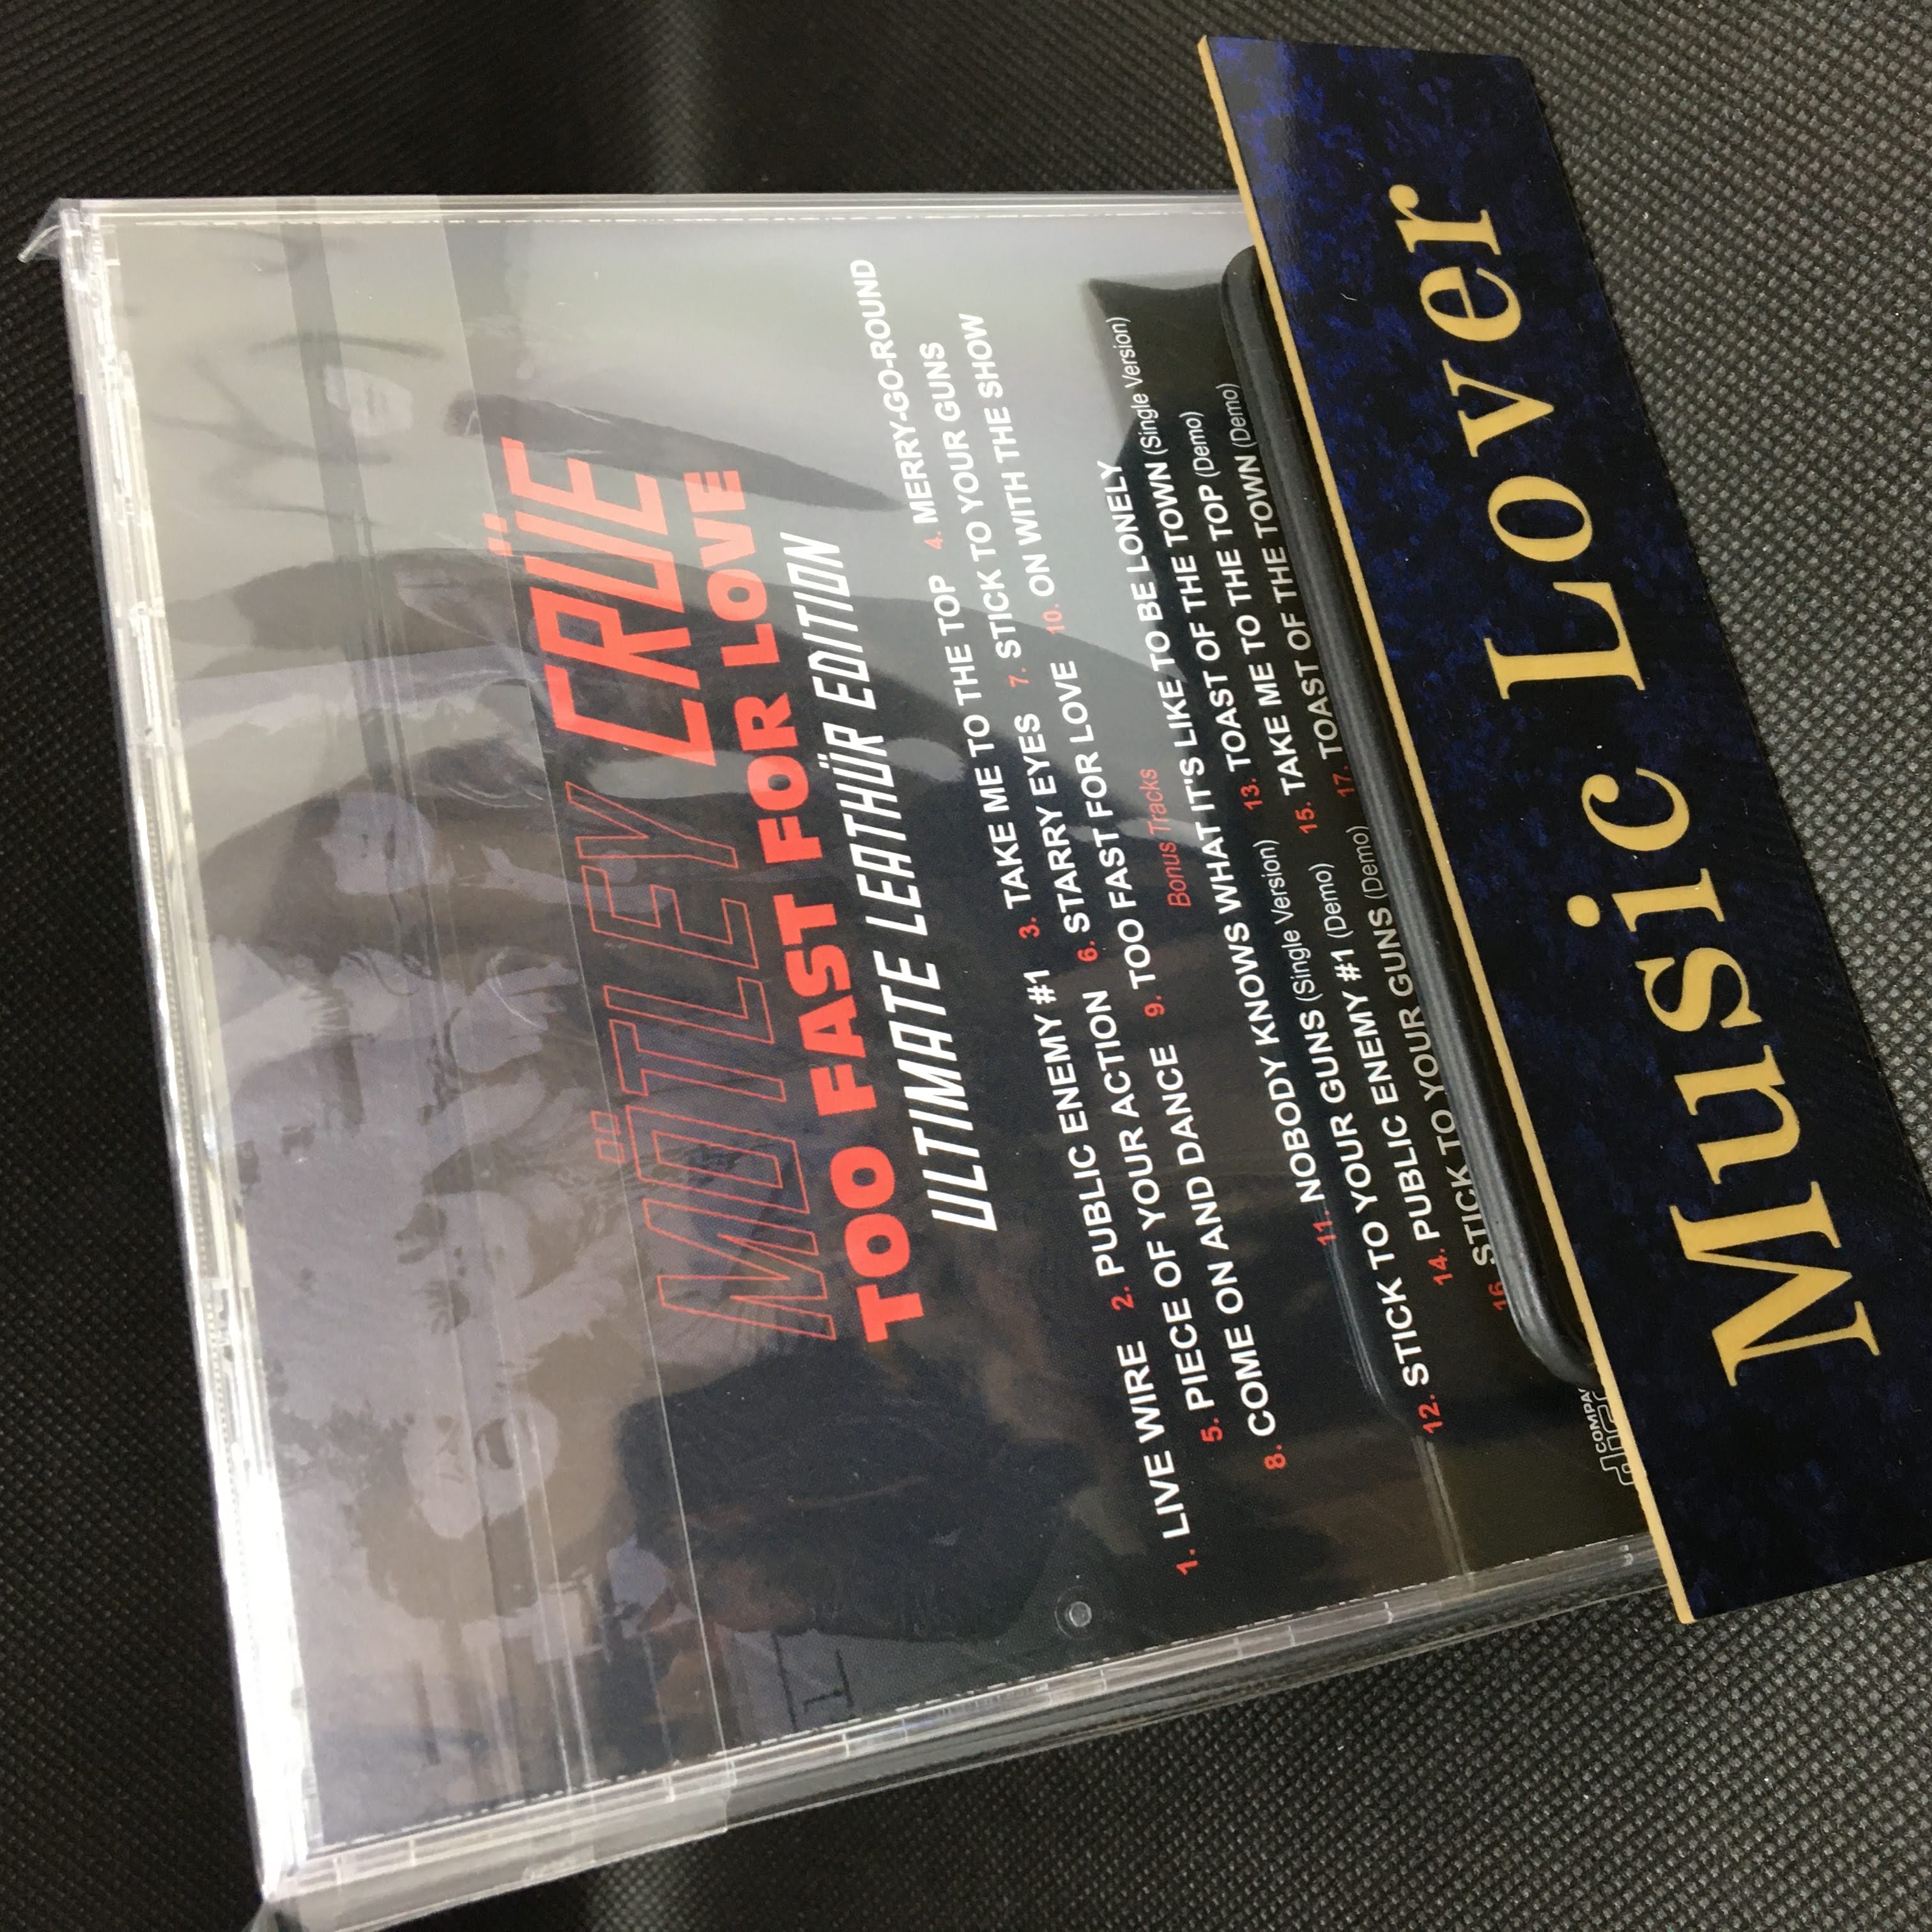 MÖTLEY CRÜE
TOO FAST FOR LOVE
ULTIMATE LEATHÜR EDITION
1. LIVE WIRE 2. PUBLIC ENEMY #1 3. TAKE ME TO THE TOP 4. MERRY-GO-ROUND
5. PIECE OF YOUR ACTION 6. STARRY EYES 7. STICK TO YOUR GUNS
8. COME ON AND DANCE 9. TOO FAST FOR LOVE 10. ON WITH THE SHOW
Bonus Tracks
11. NOBODY KNOWS WHAT IT'S LIKE TO BE LONELY (Single Version)
12. STICK TO YOUR GUNS (Single Version) 13. TOAST OF THE TOWN (Single Version)
14. PUBLIC ENEMY #1 (Demo) 15. TAKE ME TO THE TOP (Demo)
16. STICK TO YOUR GUNS (Demo) 17. TOAST OF THE TOWN (Demo)
COMPA
Music Lover